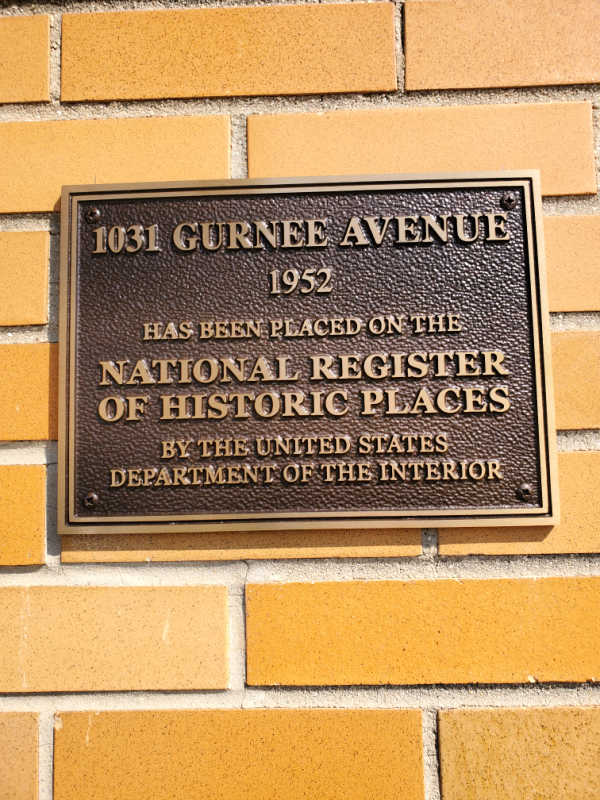 1031 GURNEE AVENUE
1952
HAS BEEN PLACED ON THE
NATIONAL REGISTER
OF HISTORIC PLACES
BY THE UNITED STATES
DEPARTMENT OF THE INTERIOR